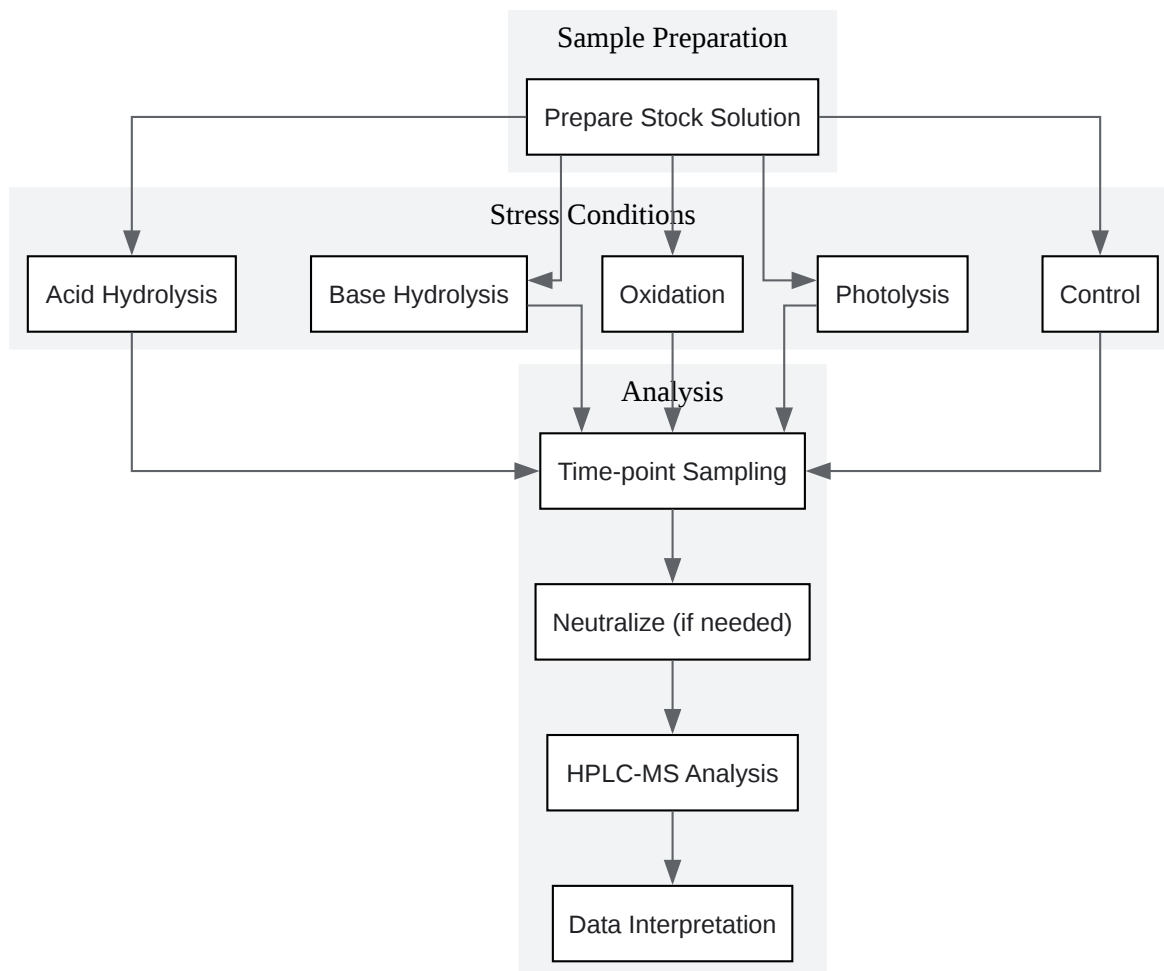 Sample Preparation
Prepare Stock Solution
Stress Conditions
Acid Hydrolysis
Base Hydrolysis
Oxidation
Photolysis
Control
Analysis
Time-point Sampling
Neutralize (if needed)
HPLC-MS Analysis
Data Interpretation